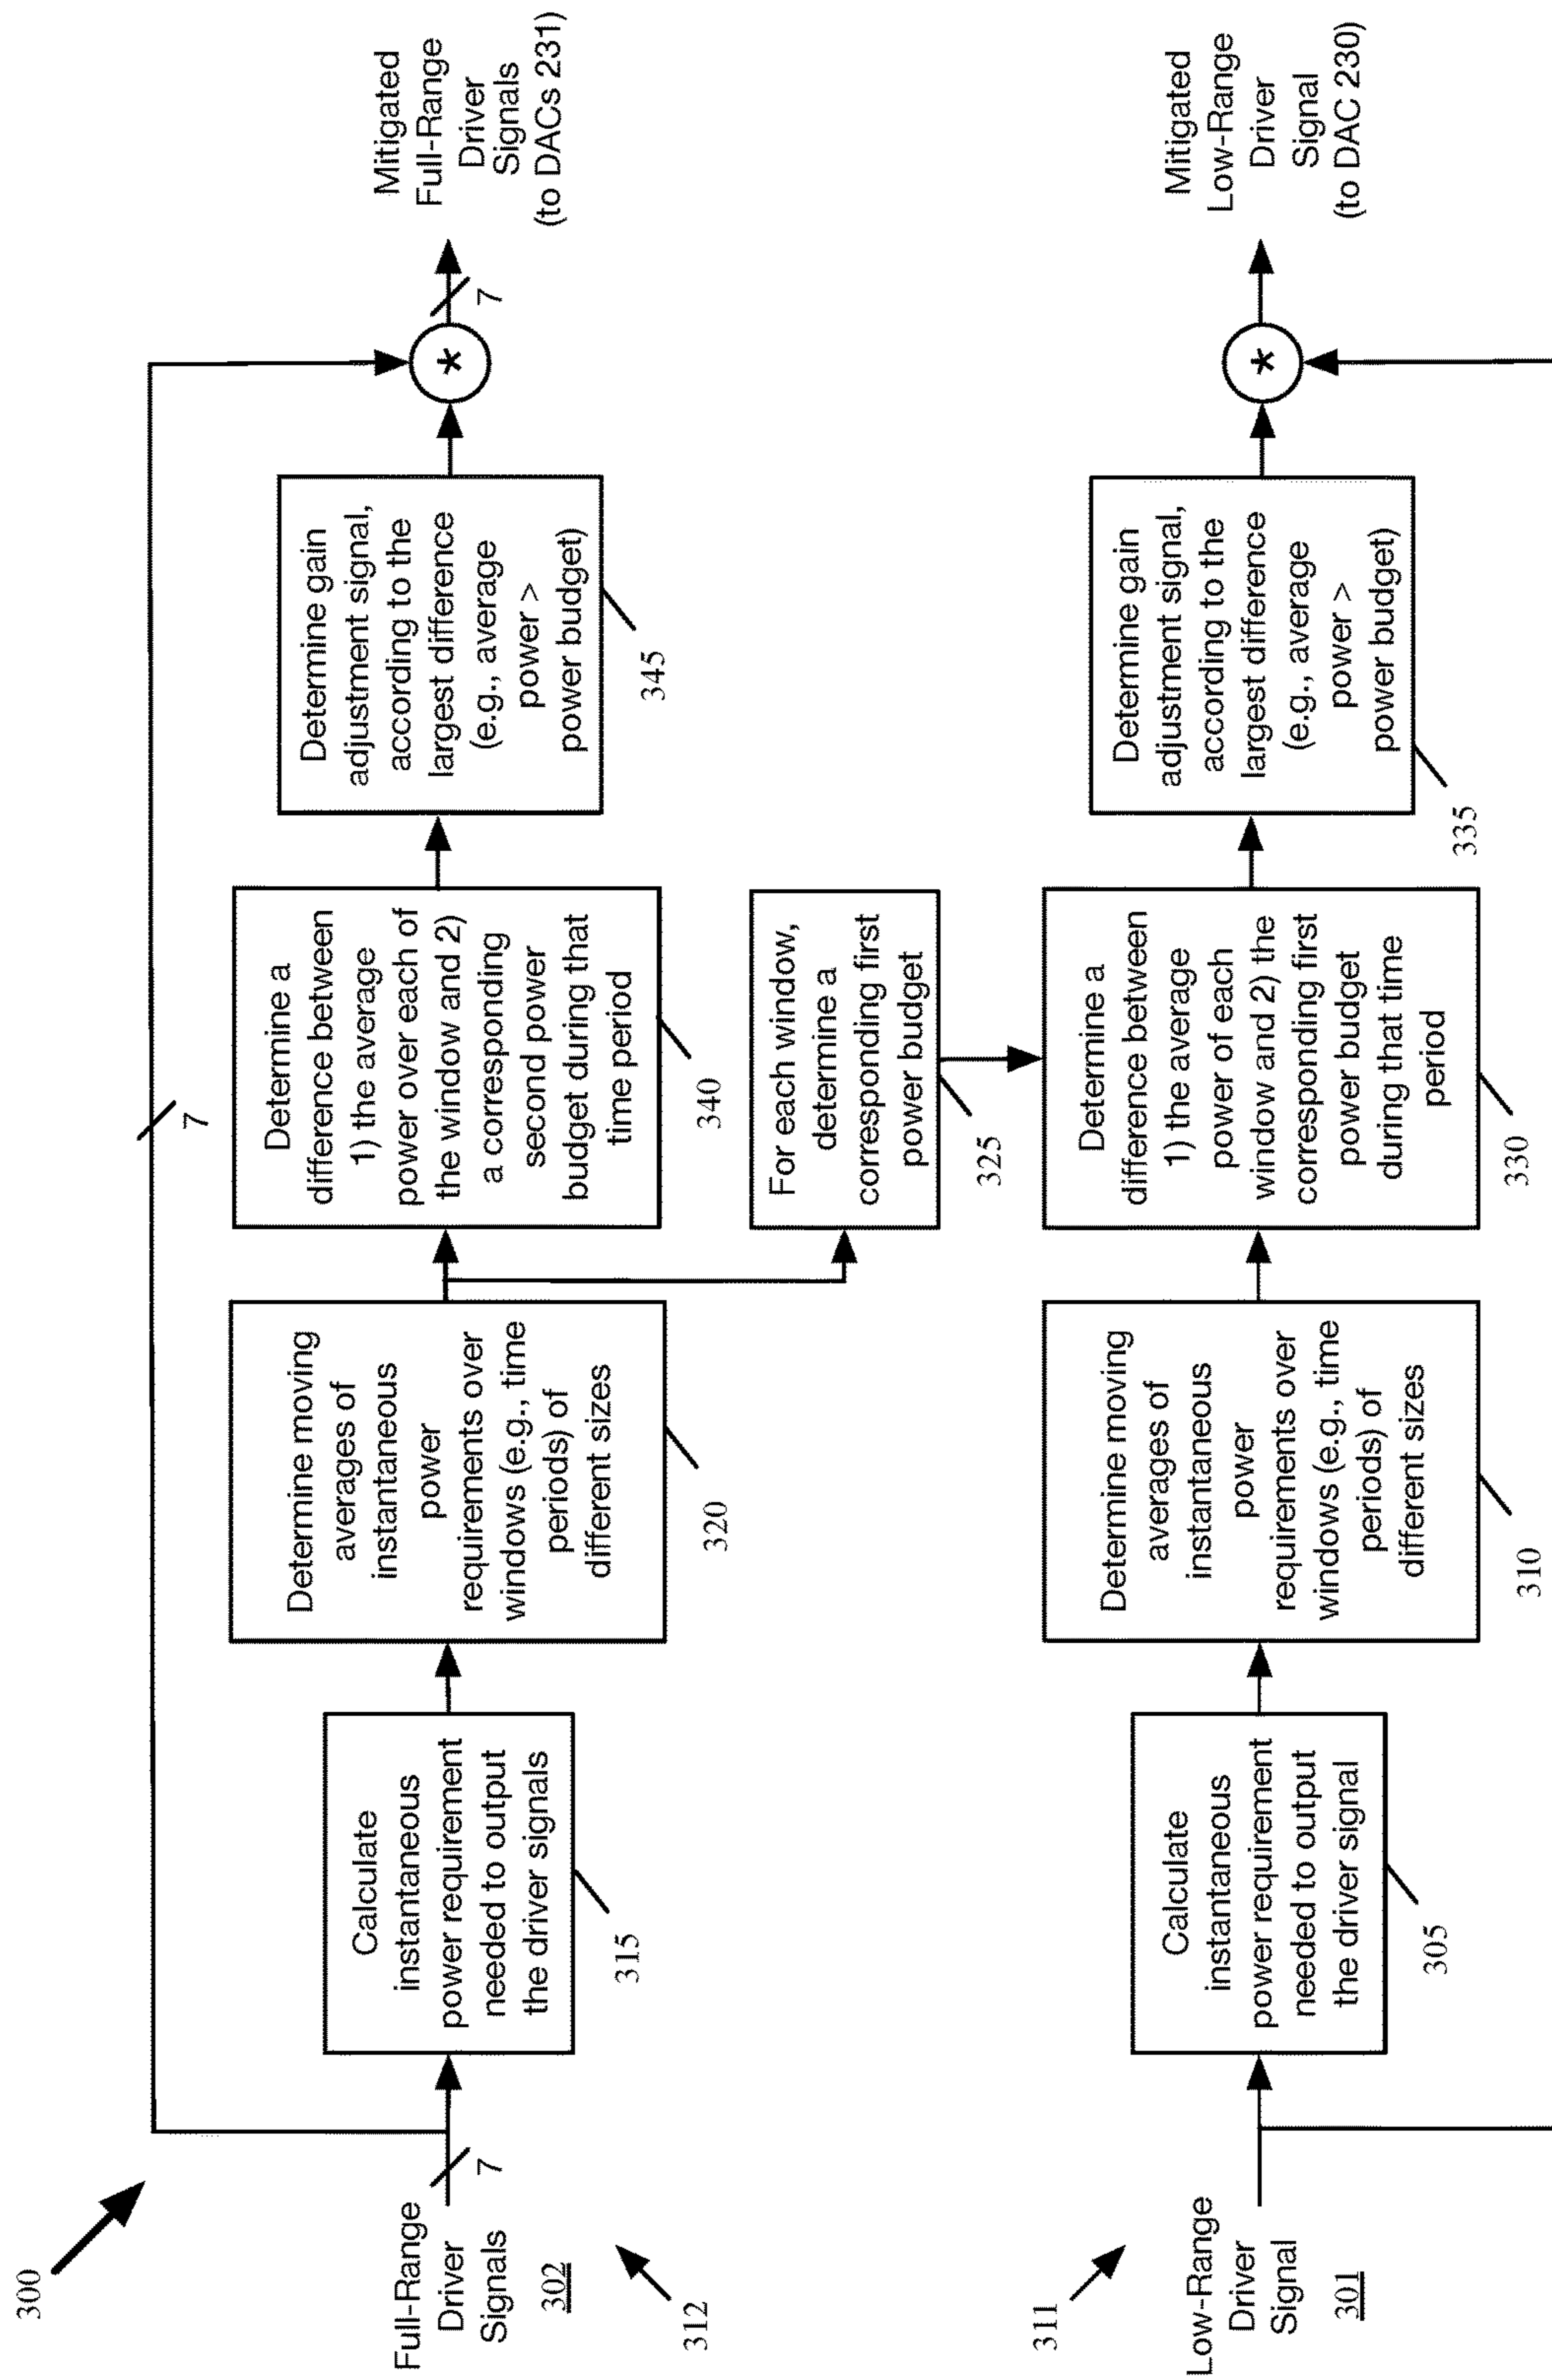 300
7
Full-Range
Driver
Signals
302
312
7
Calculate
instantaneous
power requirement
needed to output
the driver signals
315
Determine moving
averages of
instantaneous
power
requirements over
windows (e.g., time
periods) of
different sizes
320
Determine a
difference between
1) the average
power over each of
the window and 2)
a corresponding
second power
budget during that
time period
340
Determine gain
adjustment signal,
according to the
largest difference
(e.g., average
power >
power budget)
345
*
7
Mitigated
Full-Range
Driver
Signals
(to DACs 231)
For each window,
determine a
corresponding first
power budget
325
311
Low-Range
Driver
Signal
301
Calculate
instantaneous
power requirement
needed to output
the driver signal
305
Determine moving
averages of
instantaneous
power
requirements over
windows (e.g., time
periods) of
different sizes
310
Determine a
difference between
1) the average
power of each
window and 2) the
corresponding first
power budget
during that time
period
330
Determine gain
adjustment signal,
according to the
largest difference
(e.g., average
power >
power budget)
335
*
Mitigated
Low-Range
Driver
Signal
(to DAC 230)